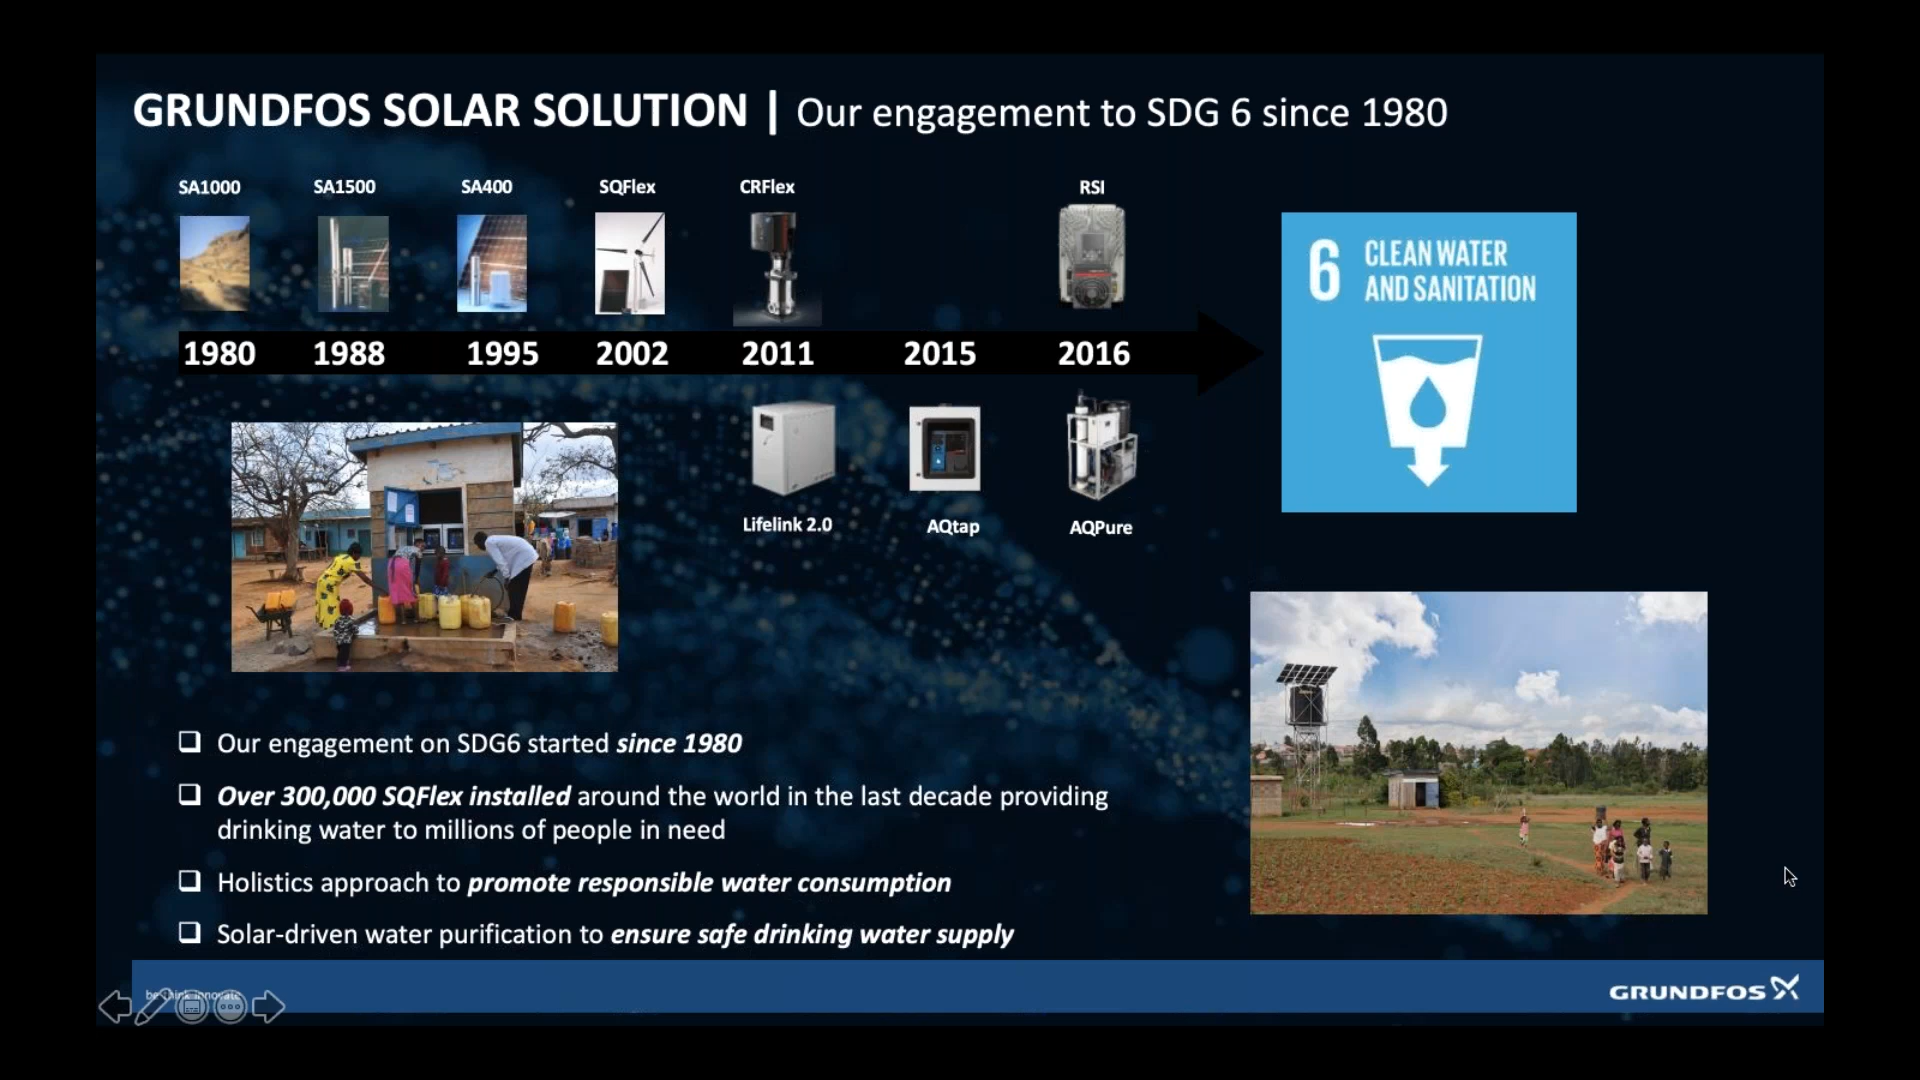 GRUNDFOS SOLAR SOLUTION | Our engagement to SDG 6 since 1980
SA1000 SA1500 SA400 SQFlex CRFlex RSI
1980 1988 1995 2002 2011 2015 2016
Lifelink 2.0 AQtap AQPure
6 CLEAN WATER
AND SANITATION
❑ Our engagement on SDG6 started since 1980
❑ Over 300,000 SQFlex installed around the world in the last decade providing
drinking water to millions of people in need
❑ Holistics approach to promote responsible water consumption
❑ Solar-driven water purification to ensure safe drinking water supply
be think innovate
GRUNDFOS